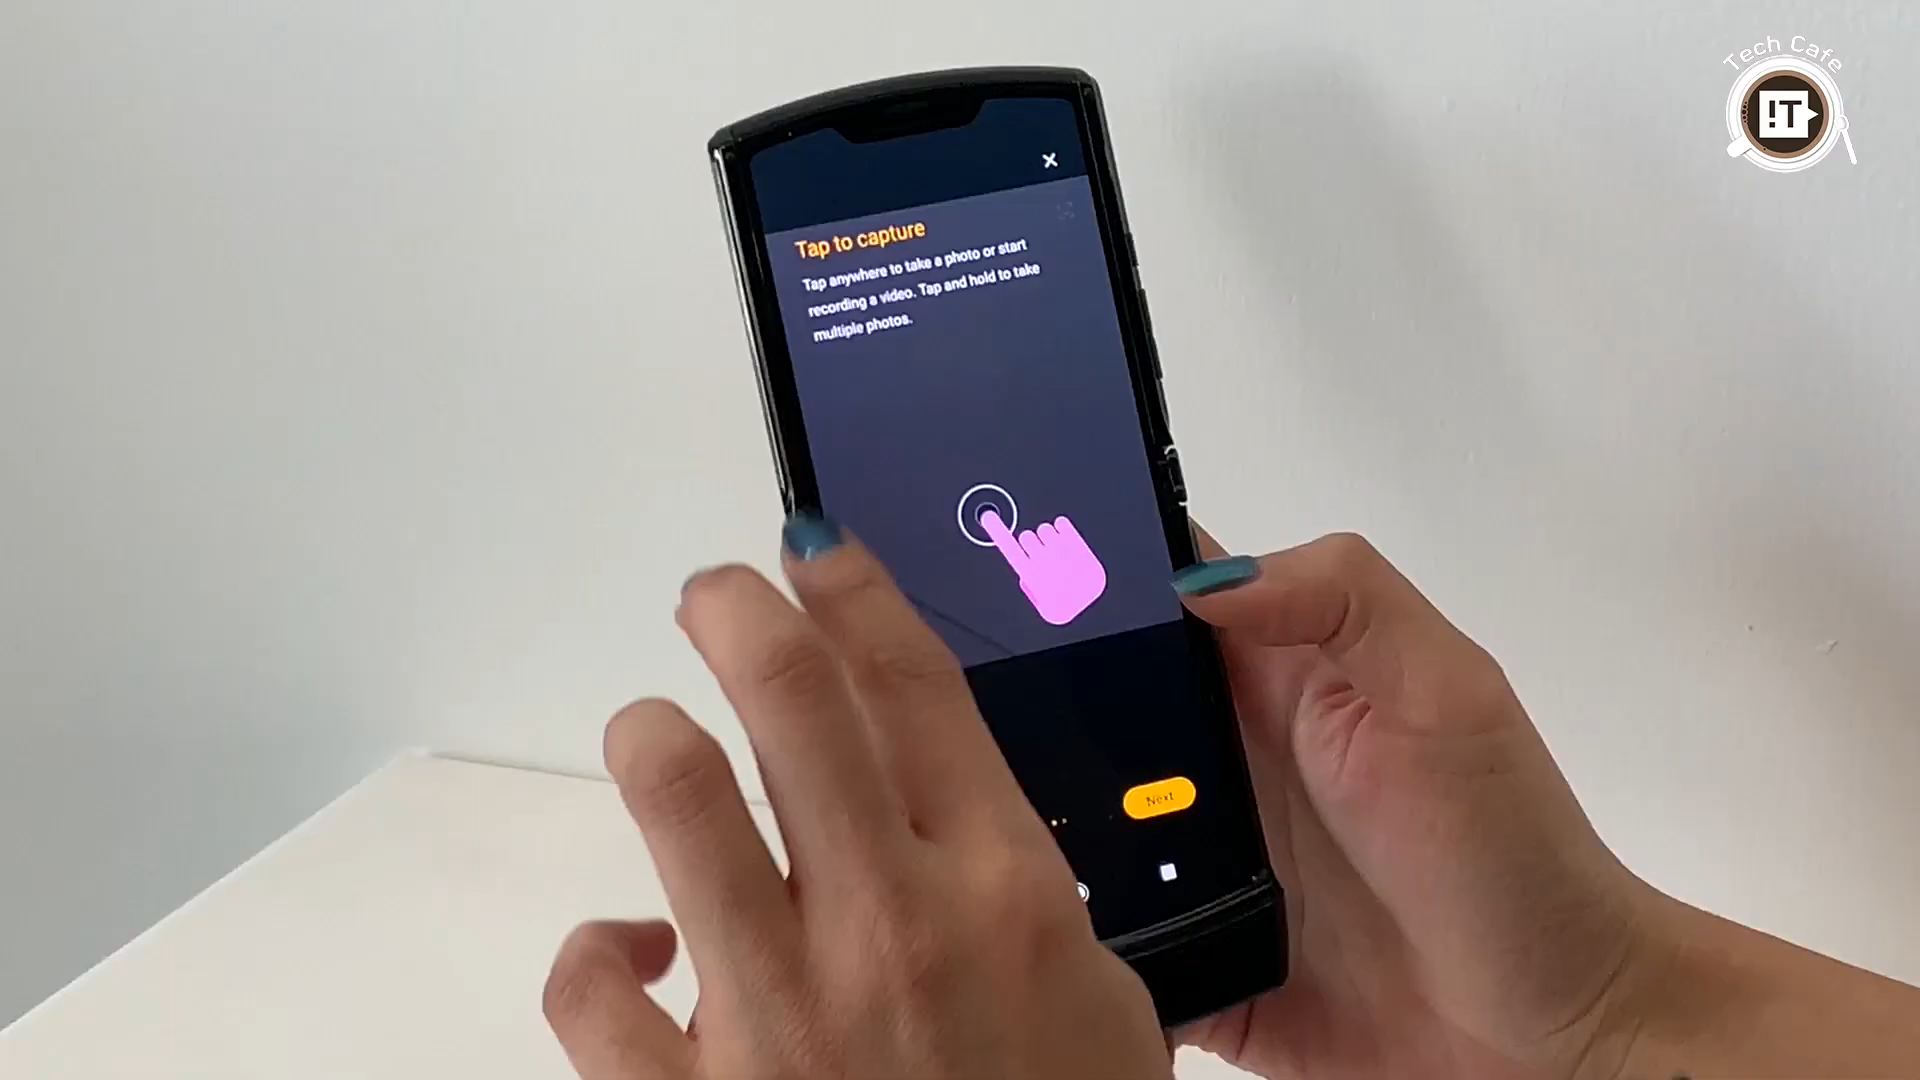 Tech Cafe
!T
Tap to capture
Tap anywhere to take a photo or start
recording a video. Tap and hold to take
multiple photos.
Next